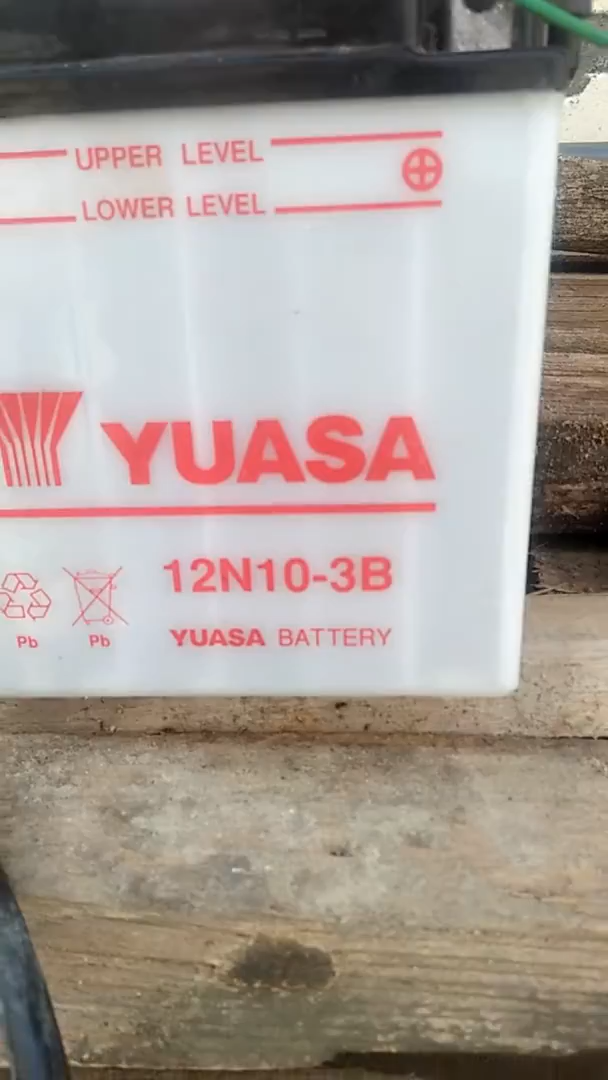 UPPER LEVEL
LOWER LEVEL
YUASA
12N10-3B
Pb Pb
YUASA BATTERY